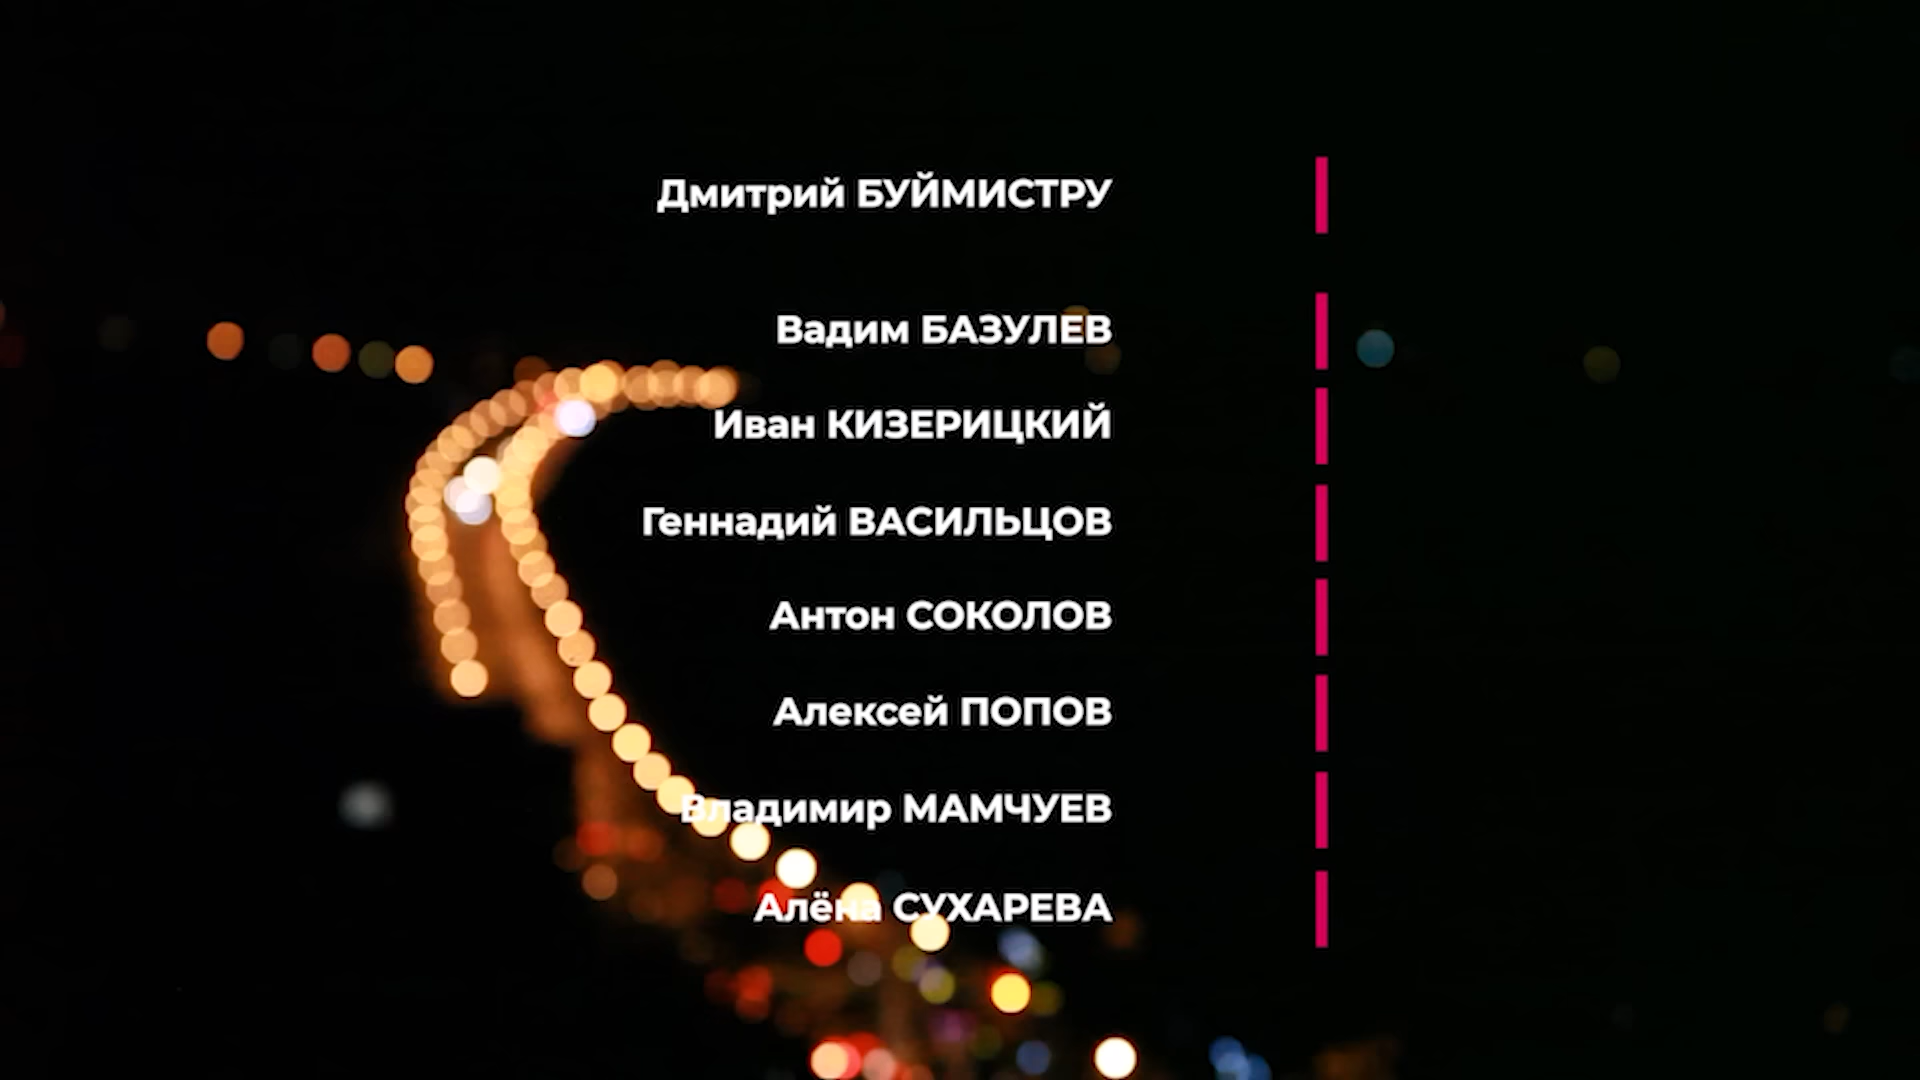 Дмитрий БУЙМИСТРУ
Вадим БАЗУЛЕВ
Иван КИЗЕРИЦКИЙ
Геннадий ВАСИЛЬЦОВ
Антон СОКОЛОВ
Алексей ПОПОВ
Владимир МАМЧУЕВ
Алёна СУХАРЕВА